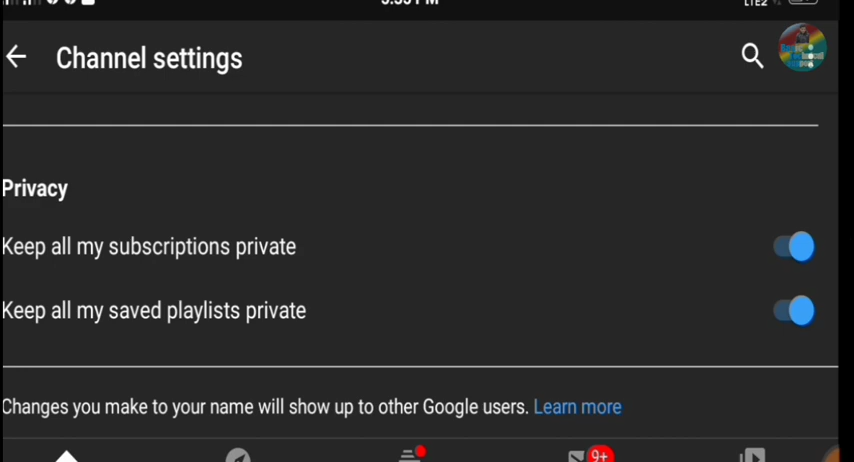 LTE2
Channel settings
Privacy
Keep all my subscriptions private
Keep all my saved playlists private
Changes you make to your name will show up to other Google users. Learn more
9+